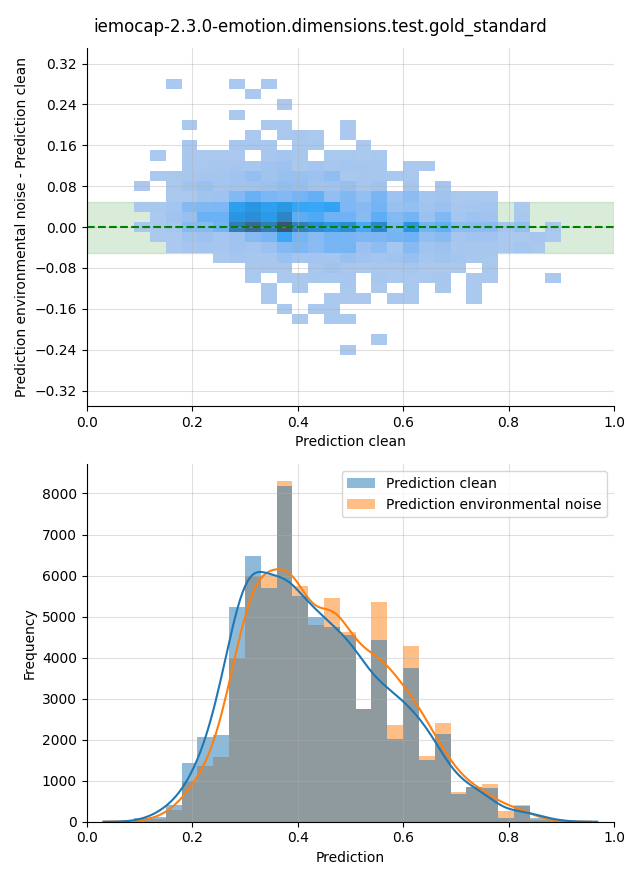 iemocap-2.3.0-emotion.dimensions.test.gold_standard
Prediction environmental noise - Prediction clean
0.32
0.24
0.16
0.08
0.00
−0.08
−0.16
−0.24
−0.32
0.0 0.2 0.4 0.6 0.8 1.0
Prediction clean
Prediction clean
Prediction environmental noise
Frequency
8000
7000
6000
5000
4000
3000
2000
1000
0
0.0 0.2 0.4 0.6 0.8 1.0
Prediction